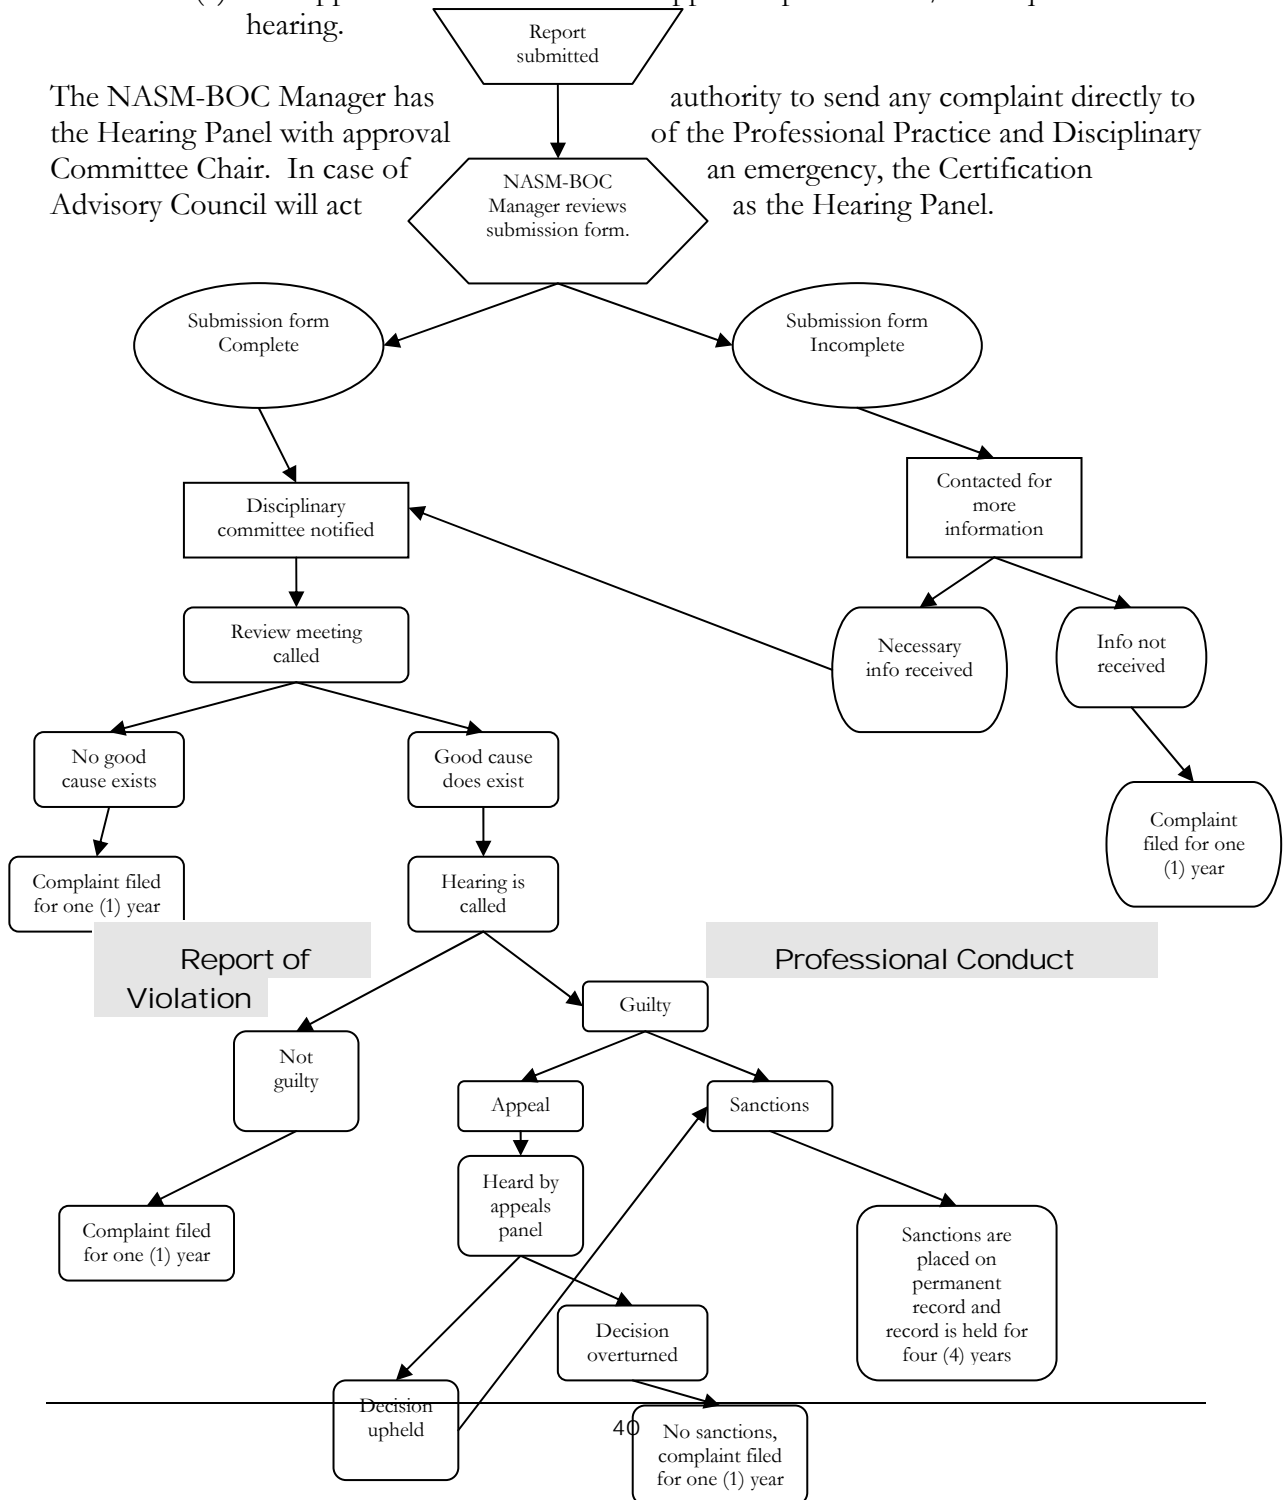 hearing.
Report
submitted
The NASM-BOC Manager has authority to send any complaint directly to
the Hearing Panel with approval of the Professional Practice and Disciplinary
Committee Chair. In case of an emergency, the Certification
Advisory Council will act as the Hearing Panel.
NASM-BOC
Manager reviews
submission form.
Submission form
Complete
Submission form
Incomplete
Disciplinary
committee notified
Contacted for
more
information
Review meeting
called
Necessary
info received
Info not
received
No good
cause exists
Good cause
does exist
Complaint
filed for one
(1) year
Complaint filed
for one (1) year
Hearing is
called
Report of
Violation
Professional Conduct
Guilty
Not
guilty
Appeal
Sanctions
Heard by
appeals
panel
Complaint filed
for one (1) year
Sanctions are
placed on
permanent
record and
record is held for
four (4) years
Decision
overturned
Decision
upheld
No sanctions,
complaint filed
for one (1) year
40